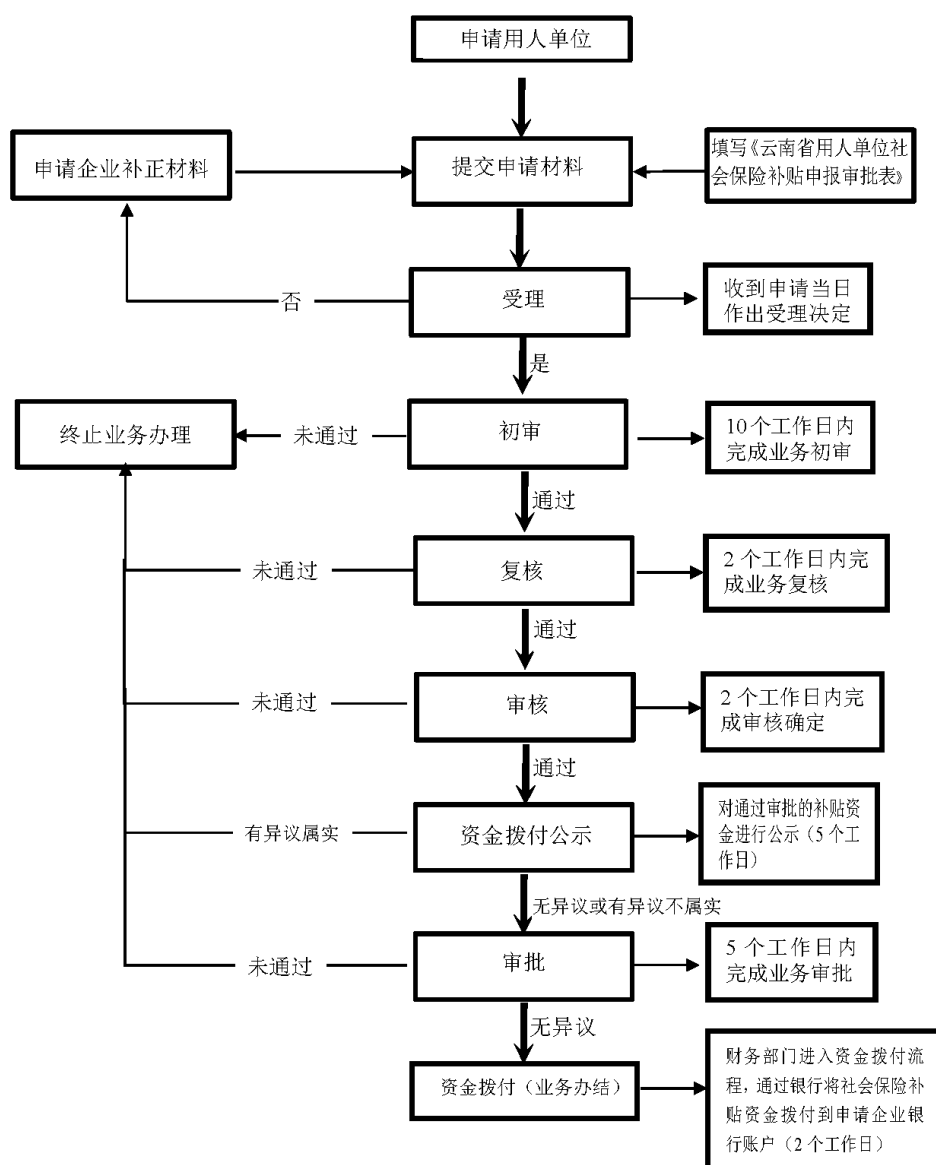 申请用人单位
申请企业补正材料
提交申请材料
填写《云南省用人单位社
会保险补贴申报审批表》
否
受理
收到申请当日
作出受理决定
是
终止业务办理
未通过
初审
10 个工作日内
完成业务初审
通过
未通过
复核
2 个工作日内完
成业务复核
通过
未通过
审核
2 个工作日内完
成审核确定
通过
有异议属实
资金拨付公示
对通过审批的补贴资
金进行公示（5 个工
作日）
无异议或有异议不属实
未通过
审批
5 个工作日内
完成业务审批
无异议
资金拨付（业务办结）
财务部门进入资金拨付流
程，通过银行将社会保险补
贴资金拨付到申请企业银
行账户（2 个工作日）